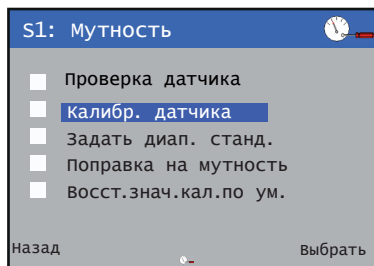 S1: Мутность
Проверка датчика
Калибр. датчика
Задать диап. станд.
Поправка на мутность
Восст.знач.кал.по ум.
Назад
Выбрать